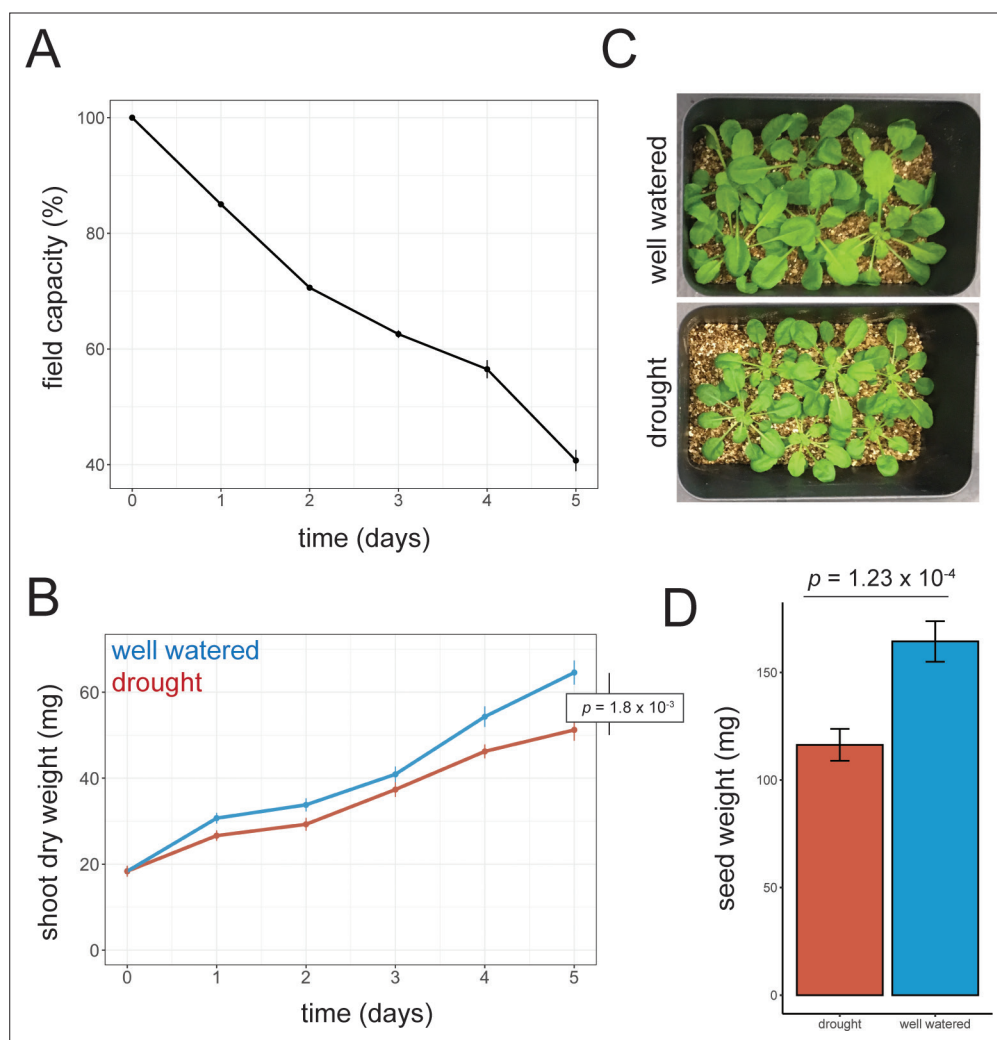 A
100
80
60
40
field capacity (%)
0 1 2 3 4 5
time (days)
C
well watered
drought
B
well watered
drought
60
40
20
0
shoot dry weight (mg)
p = 1.8 x 10⁻³
0 1 2 3 4 5
time (days)
D
p = 1.23 x 10⁻⁴
150
100
50
0
seed weight (mg)
drought well watered